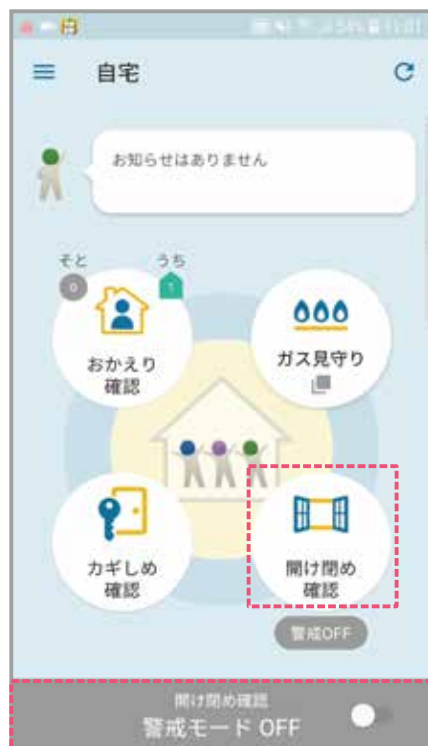 自宅
お知らせはありません
そと
うち
0
1
おかえり
確認
ガス見守り
カギしめ
確認
開け閉め
確認
警戒OFF
開け閉め確認
警戒モード OFF